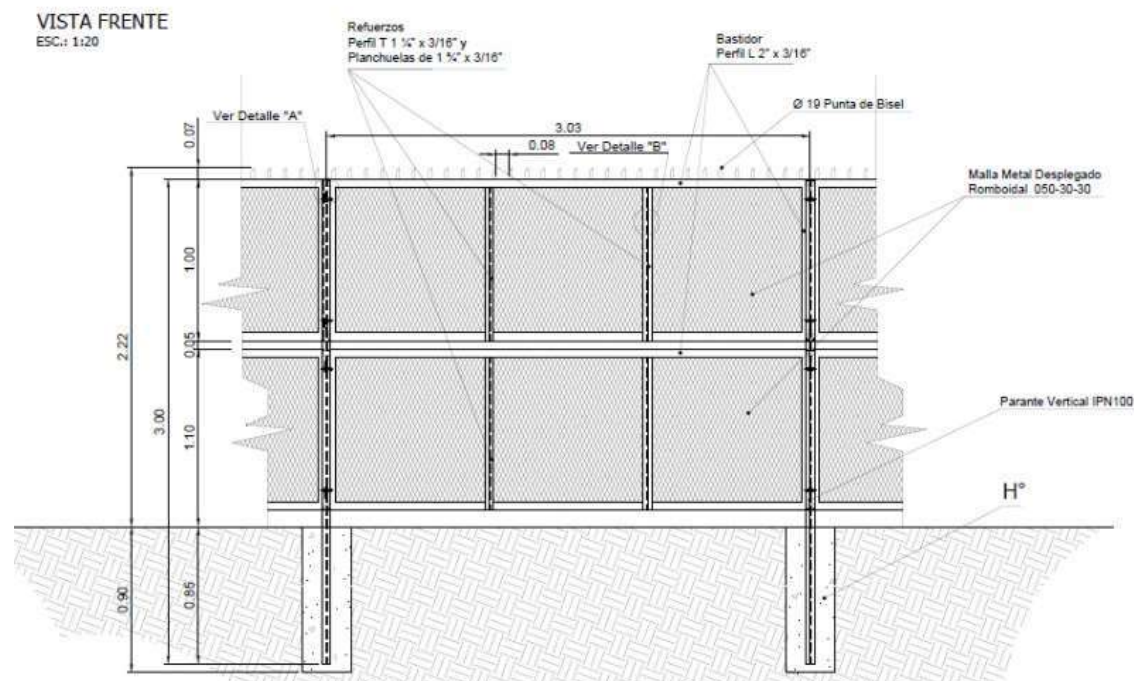 VISTA FRENTE
ESC.: 1:20
Refuerzos
Perfil T 1 ¼" x 3/16" y
Planchuelas de 1 ¾" x 3/16"
Bastidor
Perfil L 2" x 3/16"
Ver Detalle "A"
Ø 19 Punta de Bisel
3.03
0.07
0.08
Ver Detalle "B"
Malla Metal Desplegado
Romboidal 050-30-30
1.00
2.22
0.05
3.00
1.10
Parante Vertical IPN100
H°
0.90
0.85